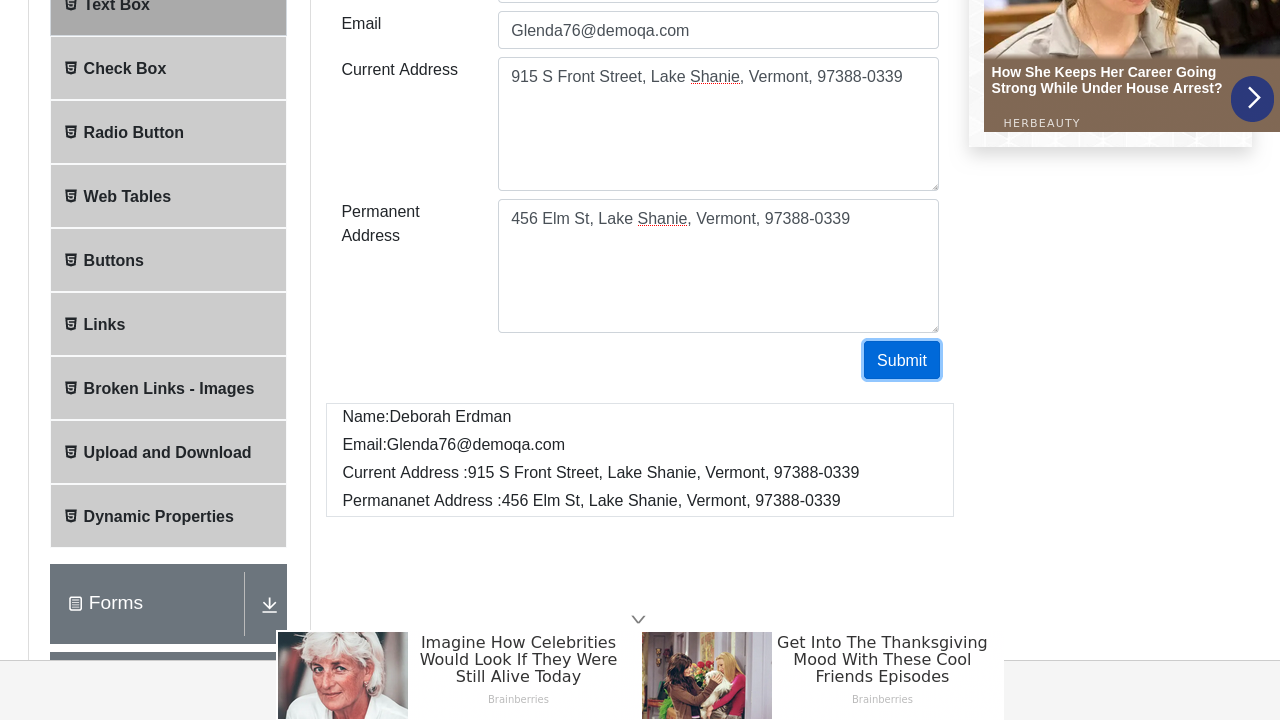 Text Box
Check Box
Radio Button
Web Tables
Buttons
Links
Broken Links - Images
Upload and Download
Dynamic Properties
Forms
Email
Glenda76@demoqa.com
Current Address
915 S Front Street, Lake Shanie, Vermont, 97388-0339
Permanent
Address
456 Elm St, Lake Shanie, Vermont, 97388-0339
Submit
Name:Deborah Erdman
Email:Glenda76@demoqa.com
Current Address :915 S Front Street, Lake Shanie, Vermont, 97388-0339
Permananet Address :456 Elm St, Lake Shanie, Vermont, 97388-0339
How She Keeps Her Career Going
Strong While Under House Arrest?
HERBEAUTY
Imagine How Celebrities
Would Look If They Were
Still Alive Today
Brainberries
Get Into The Thanksgiving
Mood With These Cool
Friends Episodes
Brainberries